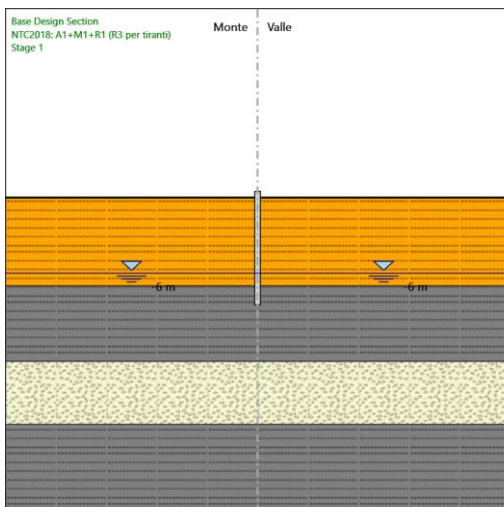 Base Design Section
NTC2018: A1+M1+R1 (R3 per tiranti)
Stage 1
Monte
Valle
-6 m
-6 m